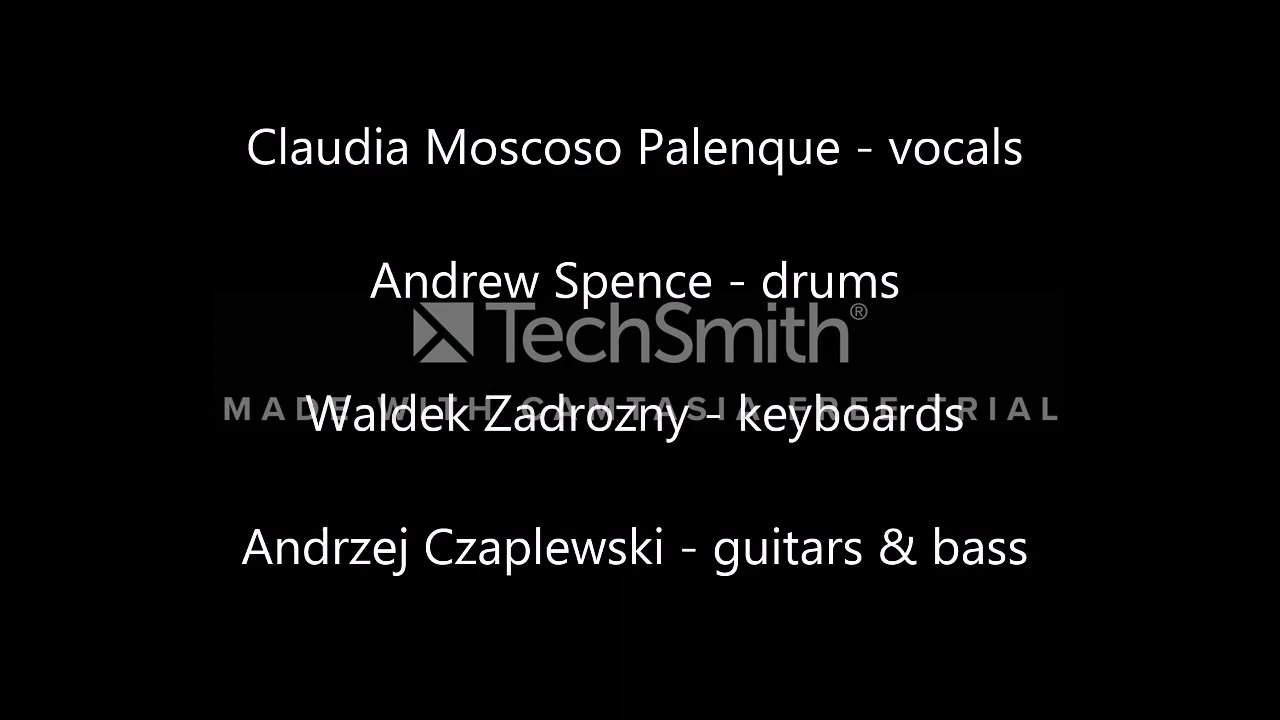 Claudia Moscoso Palenque - vocals
Andrew Spence - drums
TechSmith®
MADE WITH CAMTASIA FREE TRIAL
Waldek Zadrozny - keyboards
Andrzej Czaplewski - guitars & bass